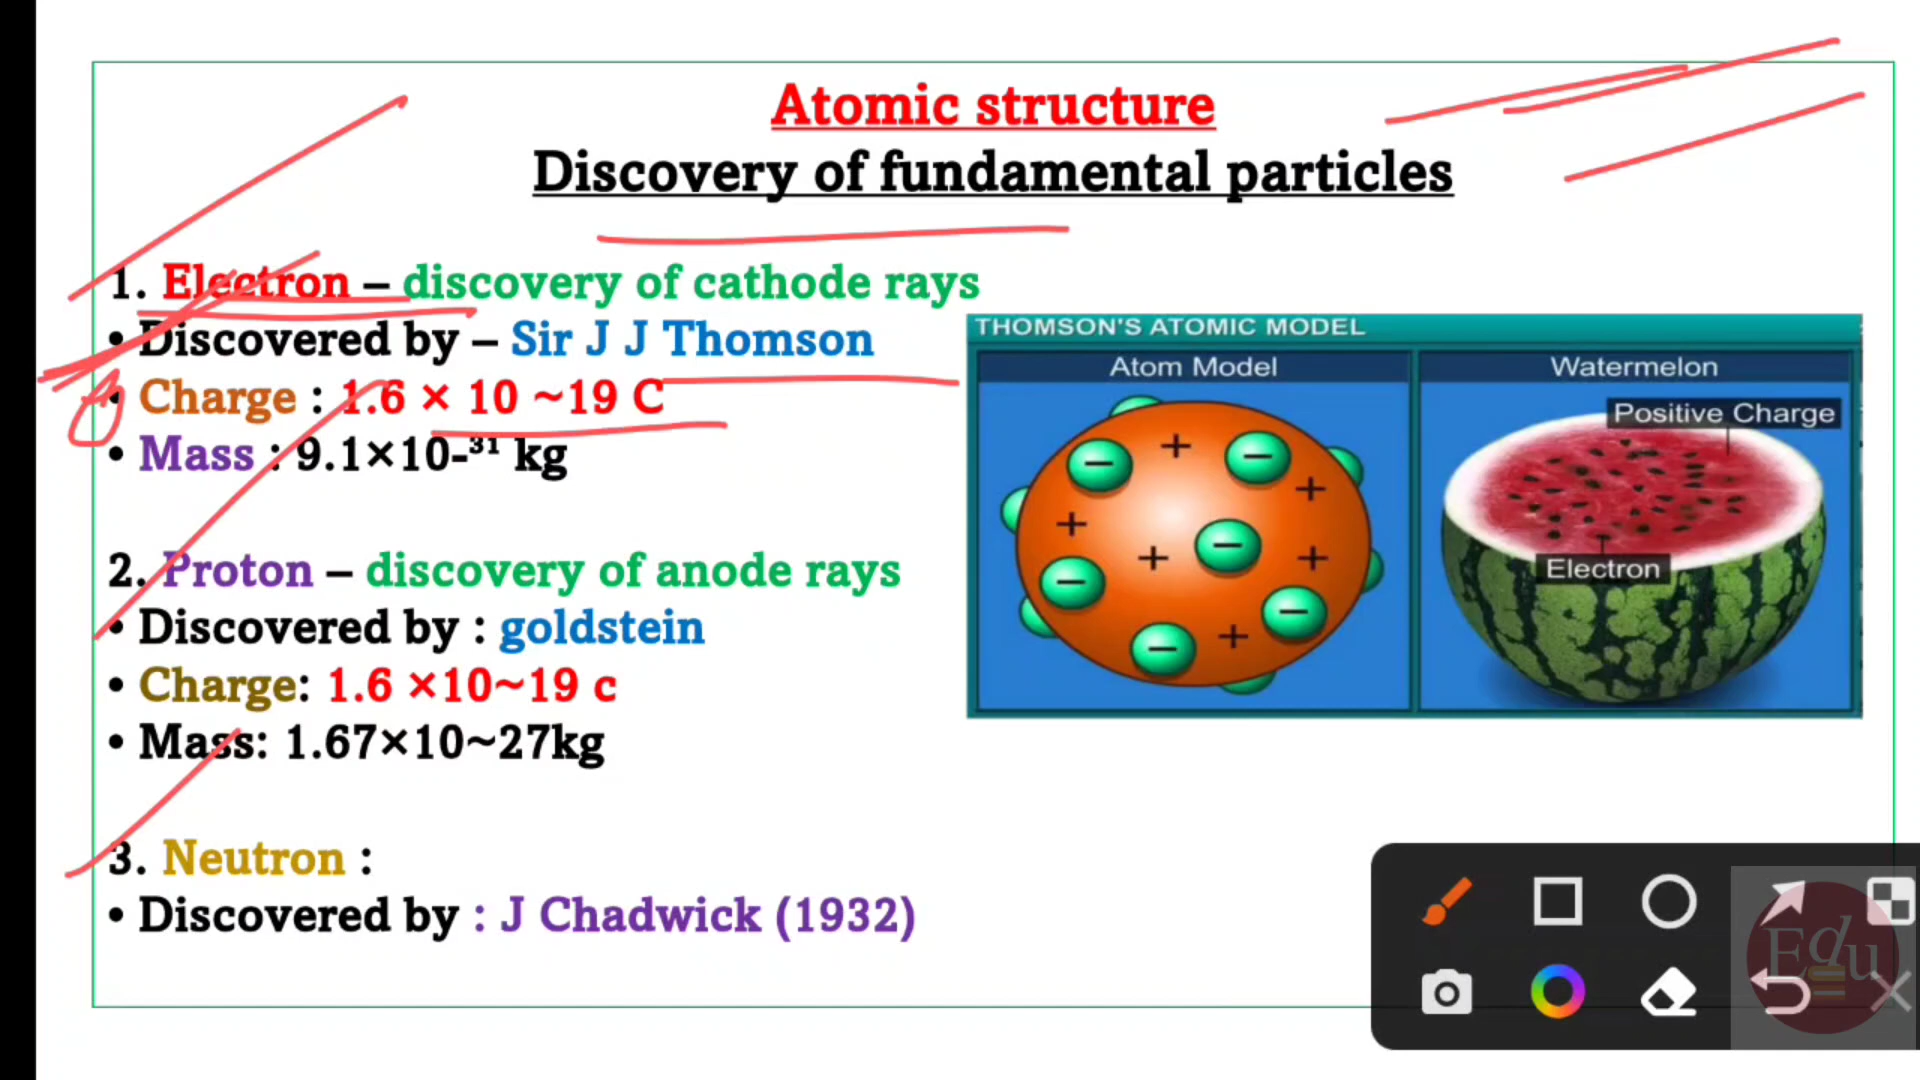 Atomic structure
Discovery of fundamental particles
1. Electron – discovery of cathode rays
• Discovered by – Sir J J Thomson
• Charge : 1.6 × 10 ~19 C
• Mass : 9.1×10-³¹ kg
2. Proton – discovery of anode rays
• Discovered by : goldstein
• Charge: 1.6 ×10~19 c
• Mass: 1.67×10~27kg
3. Neutron :
• Discovered by : J Chadwick (1932)
THOMSON'S ATOMIC MODEL
Atom Model
Watermelon
Positive Charge
Electron
Edu